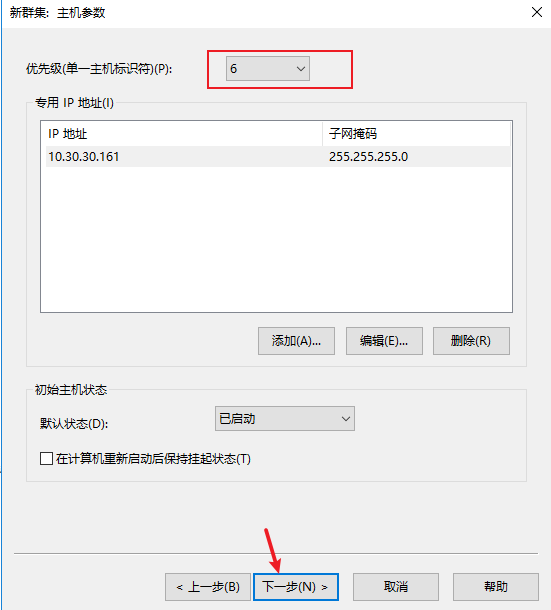 新群集: 主机参数
优先级(单一主机标识符)(P): 6
专用 IP 地址(I)
IP 地址 子网掩码
10.30.30.161 255.255.255.0
添加(A)... 编辑(E)... 删除(R)
初始主机状态
默认状态(D): 已启动
在计算机重新启动后保持挂起状态(T)
< 上一步(B) 下一步(N) > 取消 帮助